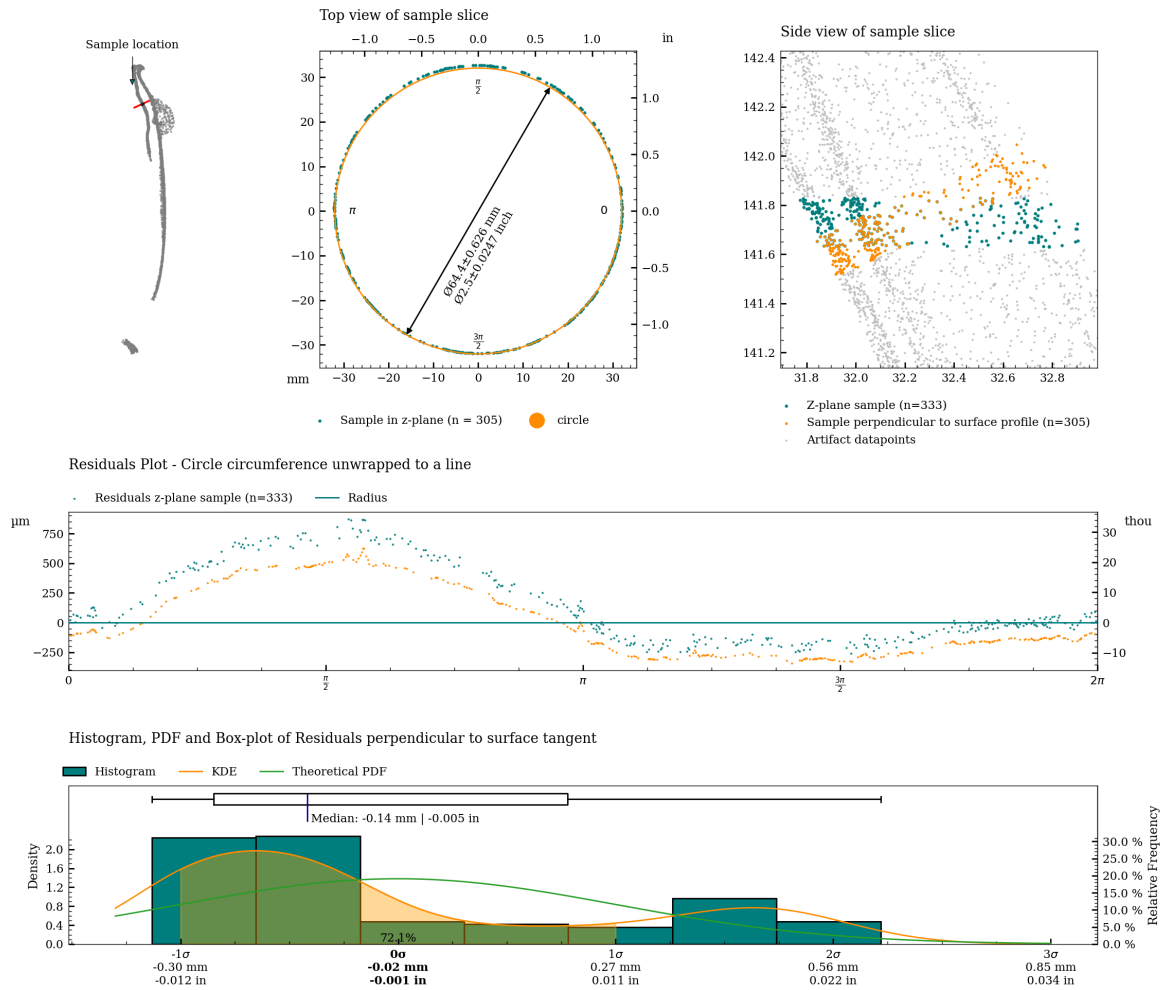 Sample location
Top view of sample slice
−1.0 −0.5 0.0 0.5 1.0 in
30
20
10
0
−10
−20
−30
mm
1.0
0.5
0.0
−0.5
−1.0
π/2
π
0
3π/2
Ø64.4±0.626 mm
Ø2.5±0.0247 inch
−30 −20 −10 0 10 20 30
Sample in z-plane (n = 305) circle
Side view of sample slice
142.4
142.2
142.0
141.8
141.6
141.4
141.2
31.8 32.0 32.2 32.4 32.6 32.8
Z-plane sample (n=333)
Sample perpendicular to surface profile (n=305)
Artifact datapoints
Residuals Plot - Circle circumference unwrapped to a line
Residuals z-plane sample (n=333) Radius
µm
750
500
250
0
−250
thou
30
20
10
0
−10
0 π/2 π 3π/2 2π
Histogram, PDF and Box-plot of Residuals perpendicular to surface tangent
Histogram KDE Theoretical PDF
Median: -0.14 mm | -0.005 in
Density
2.0
1.6
1.2
0.8
0.4
0.0
Relative Frequency
30.0 %
25.0 %
20.0 %
15.0 %
10.0 %
5.0 %
0.0 %
72.1%
-1σ 0σ 1σ 2σ 3σ
-0.30 mm -0.02 mm 0.27 mm 0.56 mm 0.85 mm
-0.012 in -0.001 in 0.011 in 0.022 in 0.034 in